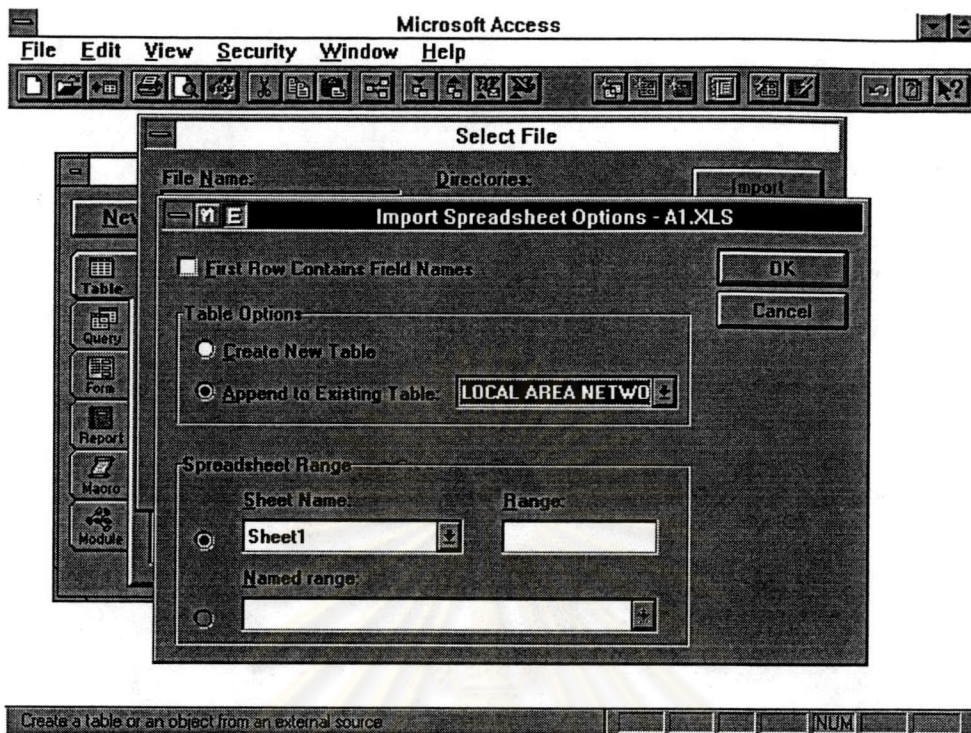 Microsoft Access
File Edit View Security Window Help
Select File
File Name: Directories:
Import
Import Spreadsheet Options - A1.XLS
First Row Contains Field Names
OK
Cancel
Table Options
Create New Table
Append to Existing Table: LOCAL AREA NETWO
Spreadsheet Range
Sheet Name: Range:
Sheet1
Named range:
Table
Query
Form
Report
Macro
Module
Create a table or an object from an external source
NUM